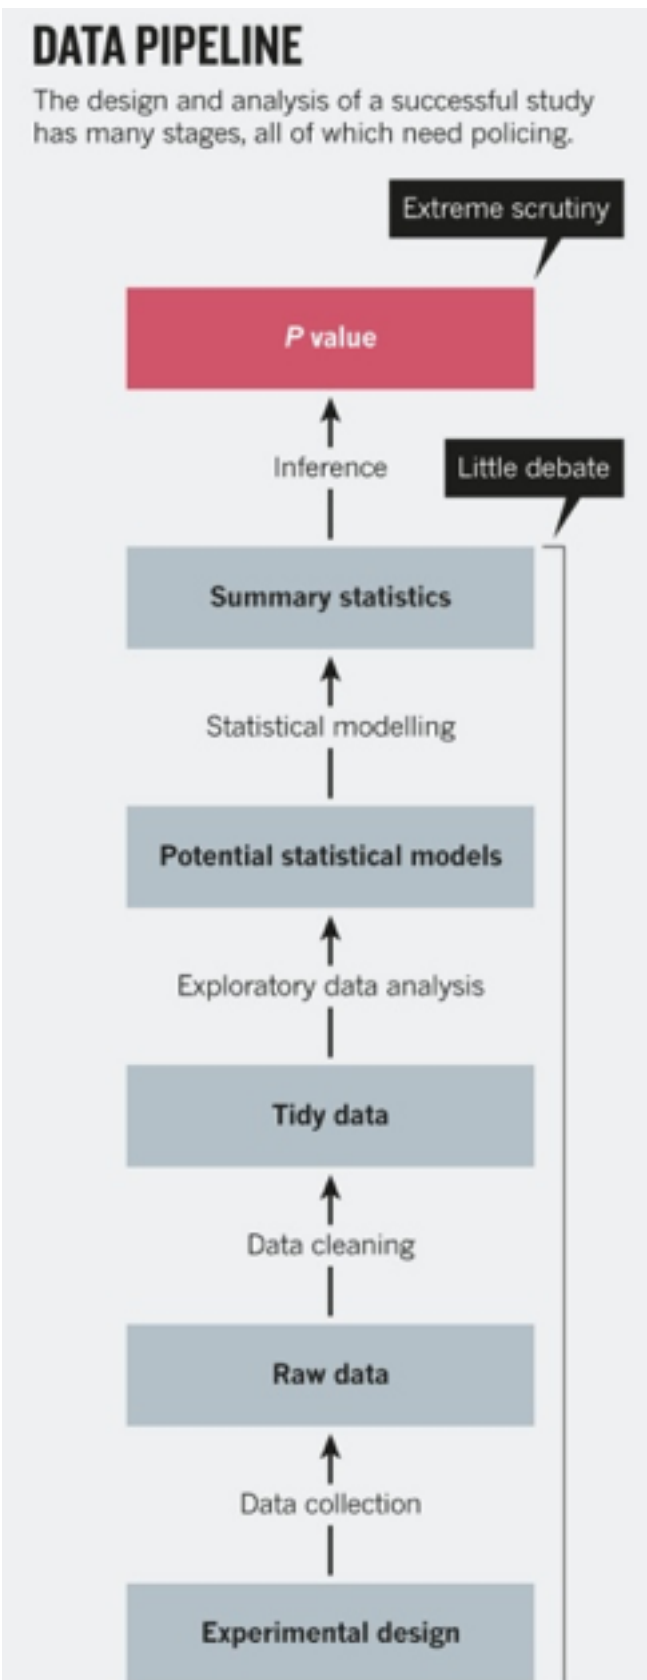 DATA PIPELINE
The design and analysis of a successful study
has many stages, all of which need policing.
Extreme scrutiny
P value
Inference
Little debate
Summary statistics
Statistical modelling
Potential statistical models
Exploratory data analysis
Tidy data
Data cleaning
Raw data
Data collection
Experimental design